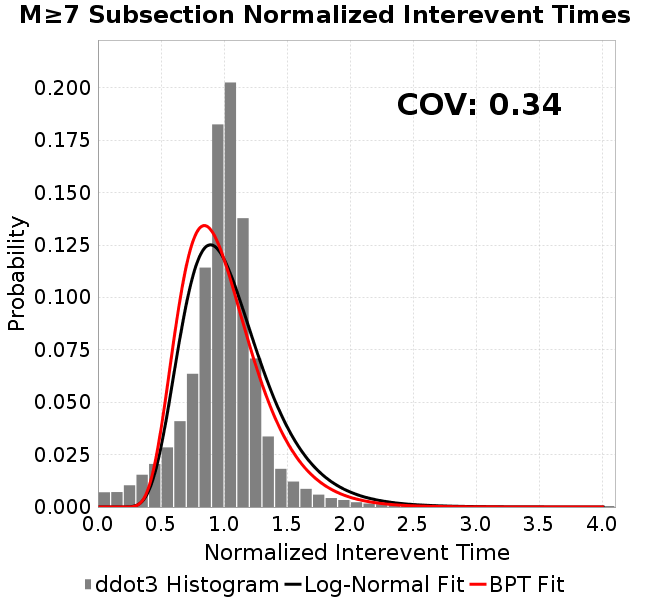 M≥7 Subsection Normalized Interevent Times
COV: 0.34
Probability
0.200
0.175
0.150
0.125
0.100
0.075
0.050
0.025
0.000
0.0 0.5 1.0 1.5 2.0 2.5 3.0 3.5 4.0
Normalized Interevent Time
ddot3 Histogram Log-Normal Fit BPT Fit